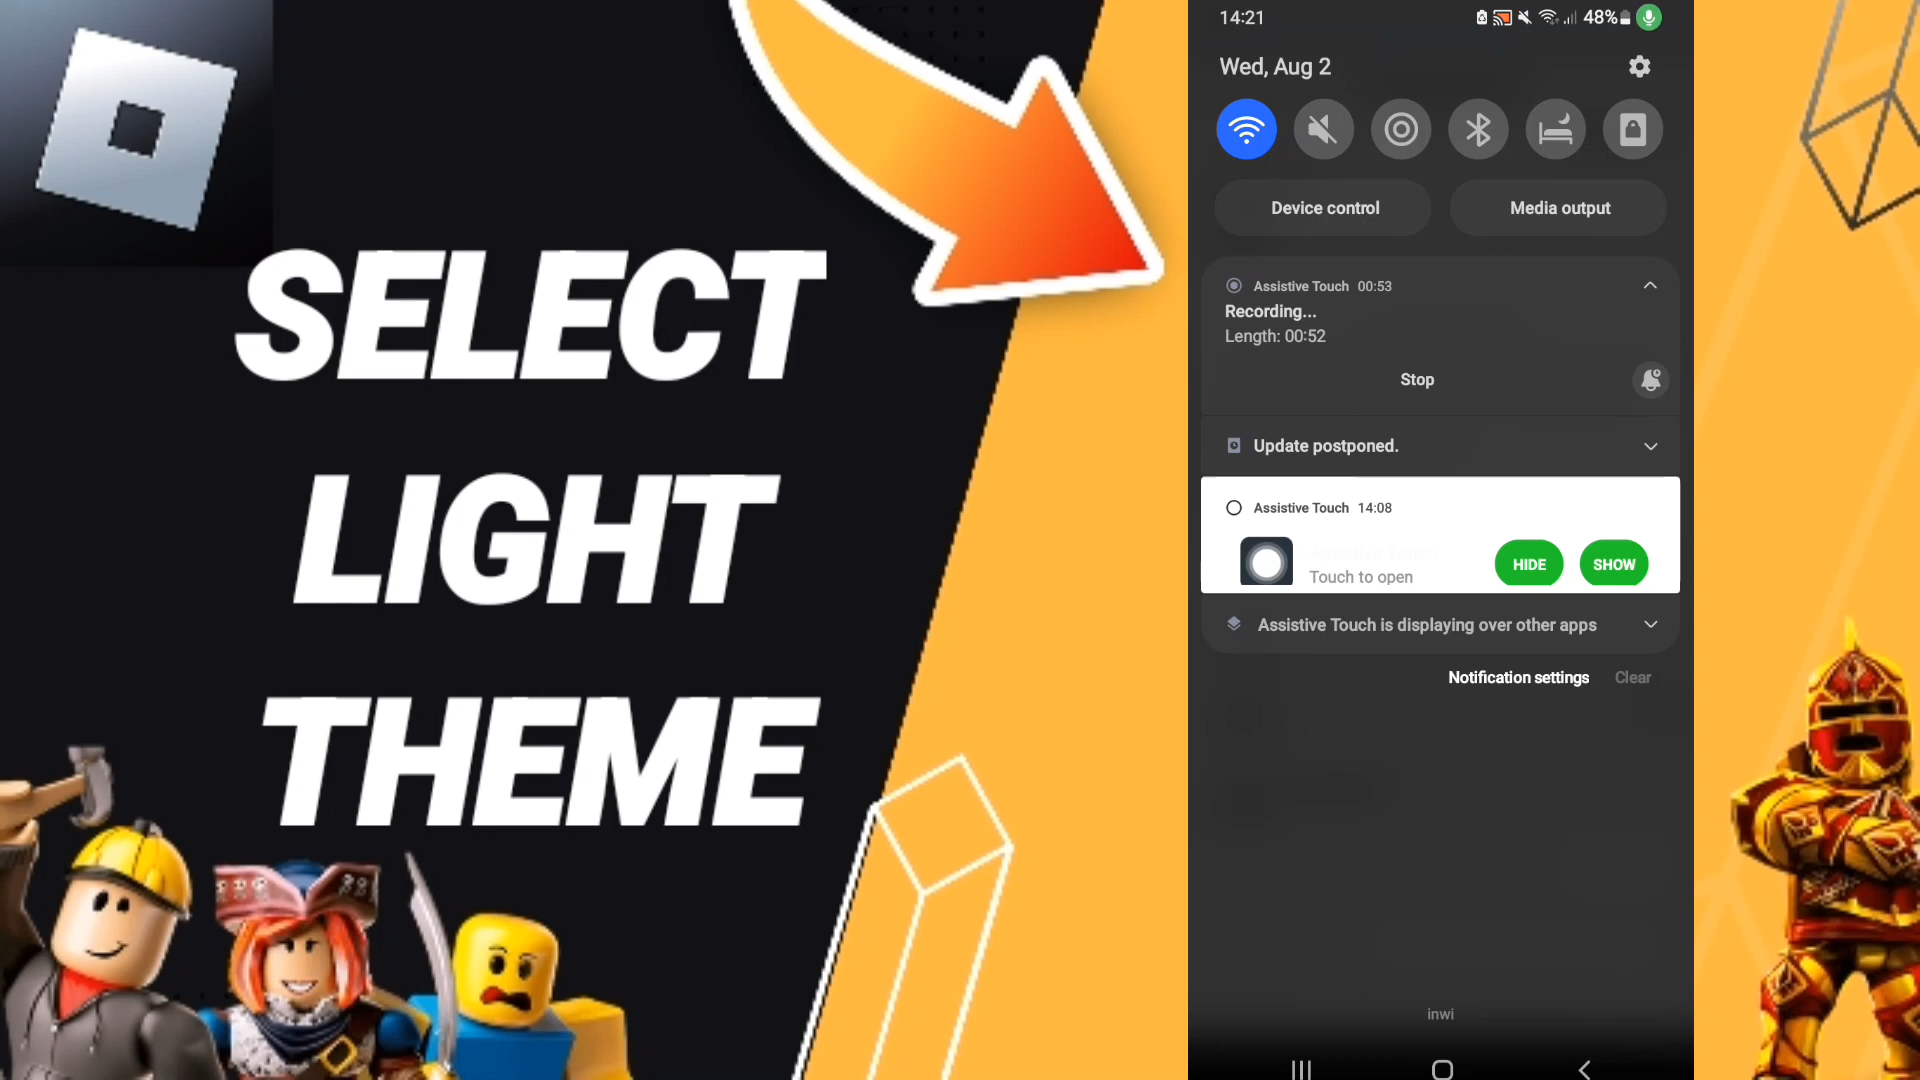 SELECT
LIGHT
THEME
14:21
48%
Wed, Aug 2
Device control
Media output
Assistive Touch 00:53
Recording...
Length: 00:52
Stop
Update postponed.
Assistive Touch 14:08
Assistive Touch
Touch to open
HIDE
SHOW
Assistive Touch is displaying over other apps
Notification settings
Clear
inwi